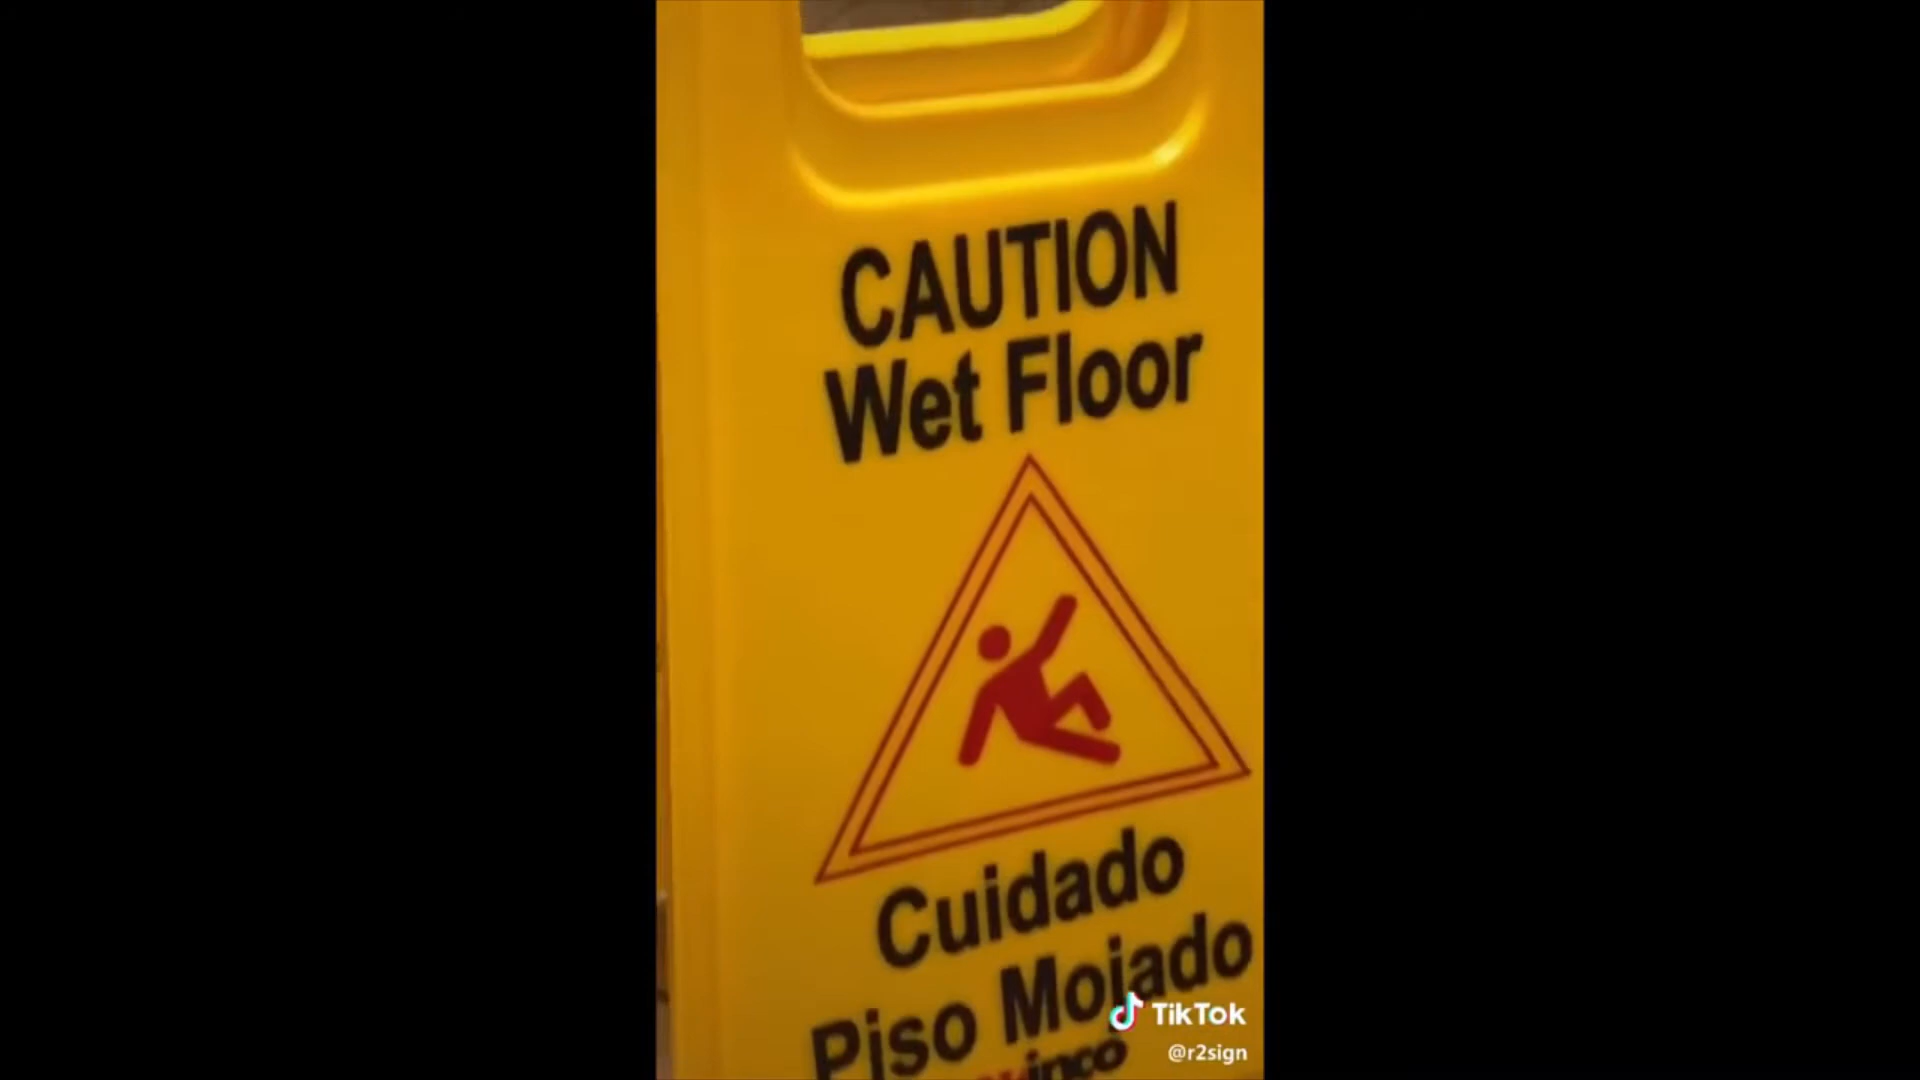 CAUTION
Wet Floor
Cuidado
Piso Mojado
TikTok
@r2sign